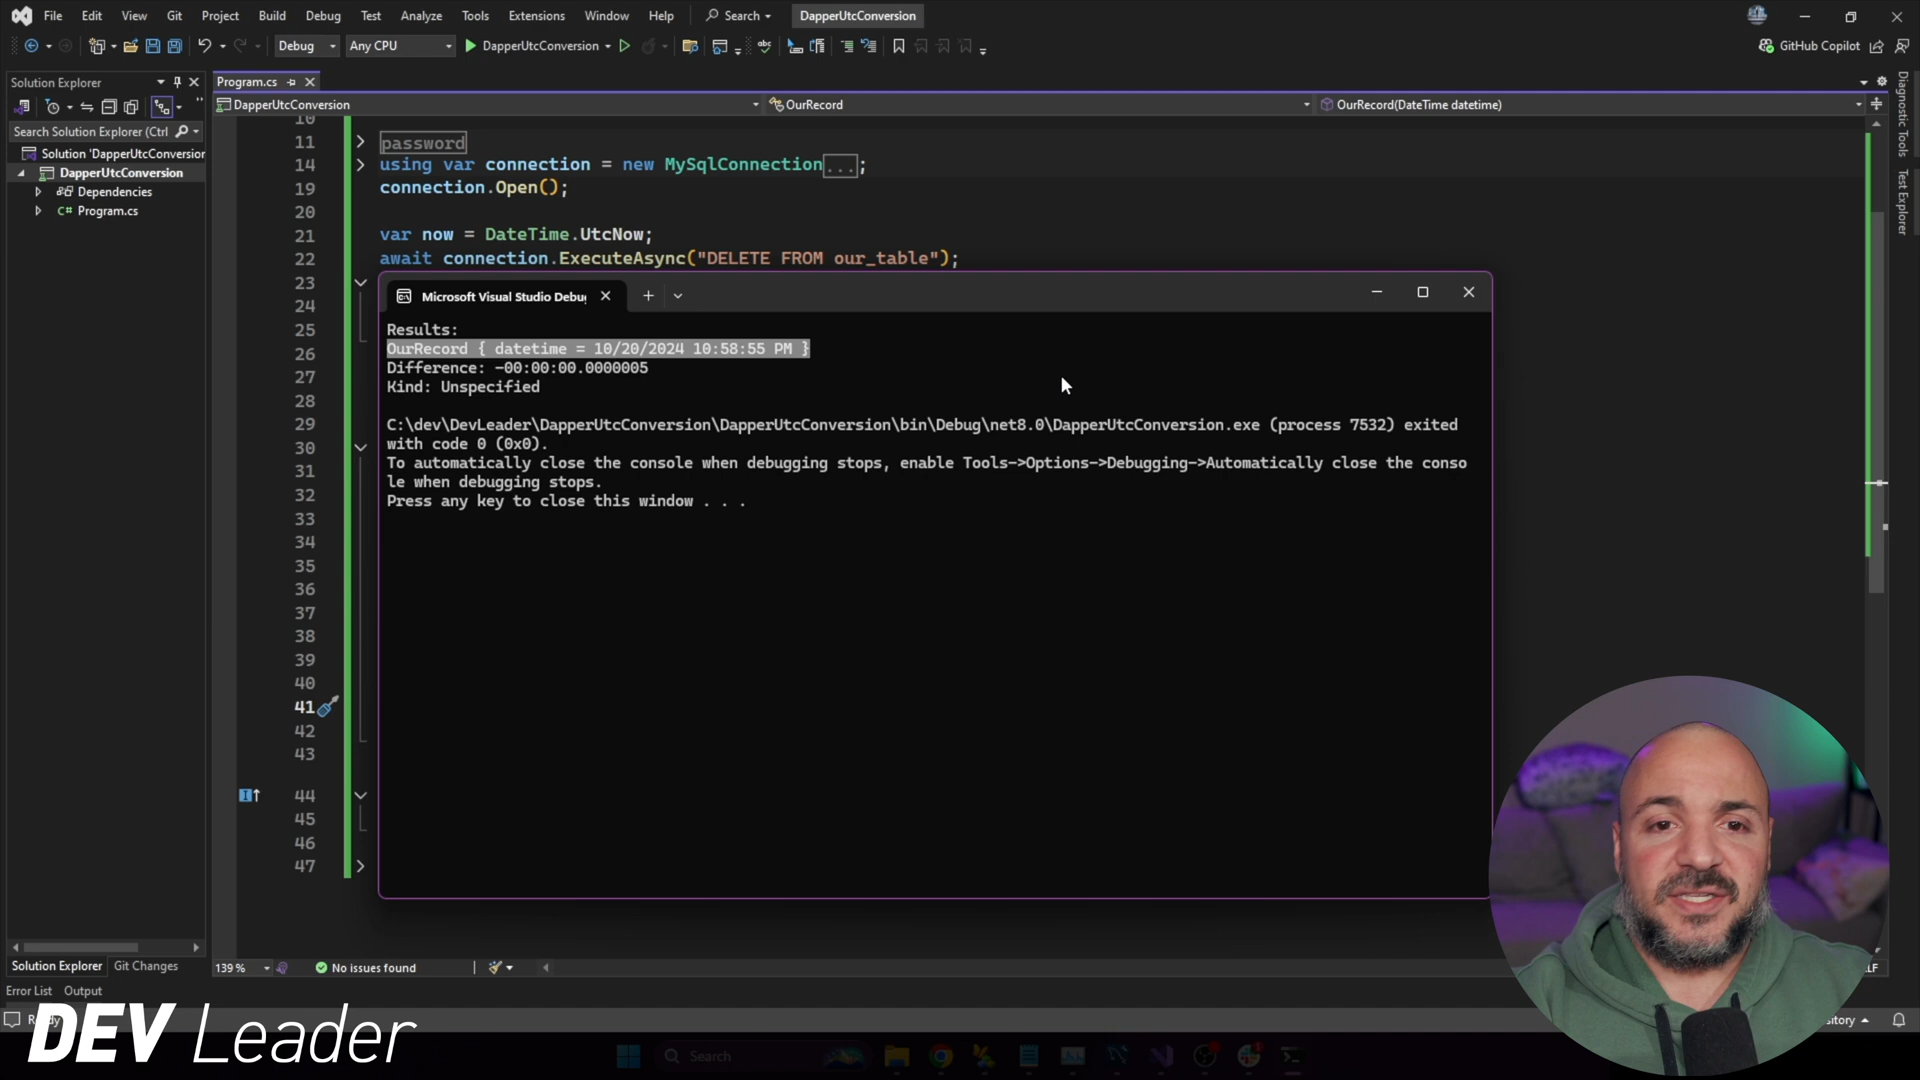 File Edit View Git Project Build Debug Test Analyze Tools Extensions Window Help Search DapperUtcConversion
Debug Any CPU DapperUtcConversion GitHub Copilot
Solution Explorer
Program.cs
DapperUtcConversion OurRecord OurRecord(DateTime datetime)
Search Solution Explorer (Ctrl
Solution 'DapperUtcConversion
DapperUtcConversion
Dependencies
C# Program.cs
Diagnostic Tools
Test Explorer
10
11 password
14 using var connection = new MySqlConnection...;
19 connection.Open();
20
21 var now = DateTime.UtcNow;
22 await connection.ExecuteAsync("DELETE FROM our_table");
23
24
25
26
27
28
29
30
31
32
33
34
35
36
37
38
39
40
41
42
43
44
45
46
47
Microsoft Visual Studio Debu
Results:
OurRecord { datetime = 10/20/2024 10:58:55 PM }
Difference: -00:00:00.0000005
Kind: Unspecified
C:\dev\DevLeader\DapperUtcConversion\DapperUtcConversion\bin\Debug\net8.0\DapperUtcConversion.exe (process 7532) exited
with code 0 (0x0).
To automatically close the console when debugging stops, enable Tools->Options->Debugging->Automatically close the conso
le when debugging stops.
Press any key to close this window . . .
Solution Explorer Git Changes
139 % No issues found LF
Error List Output
DEV Leader
Search